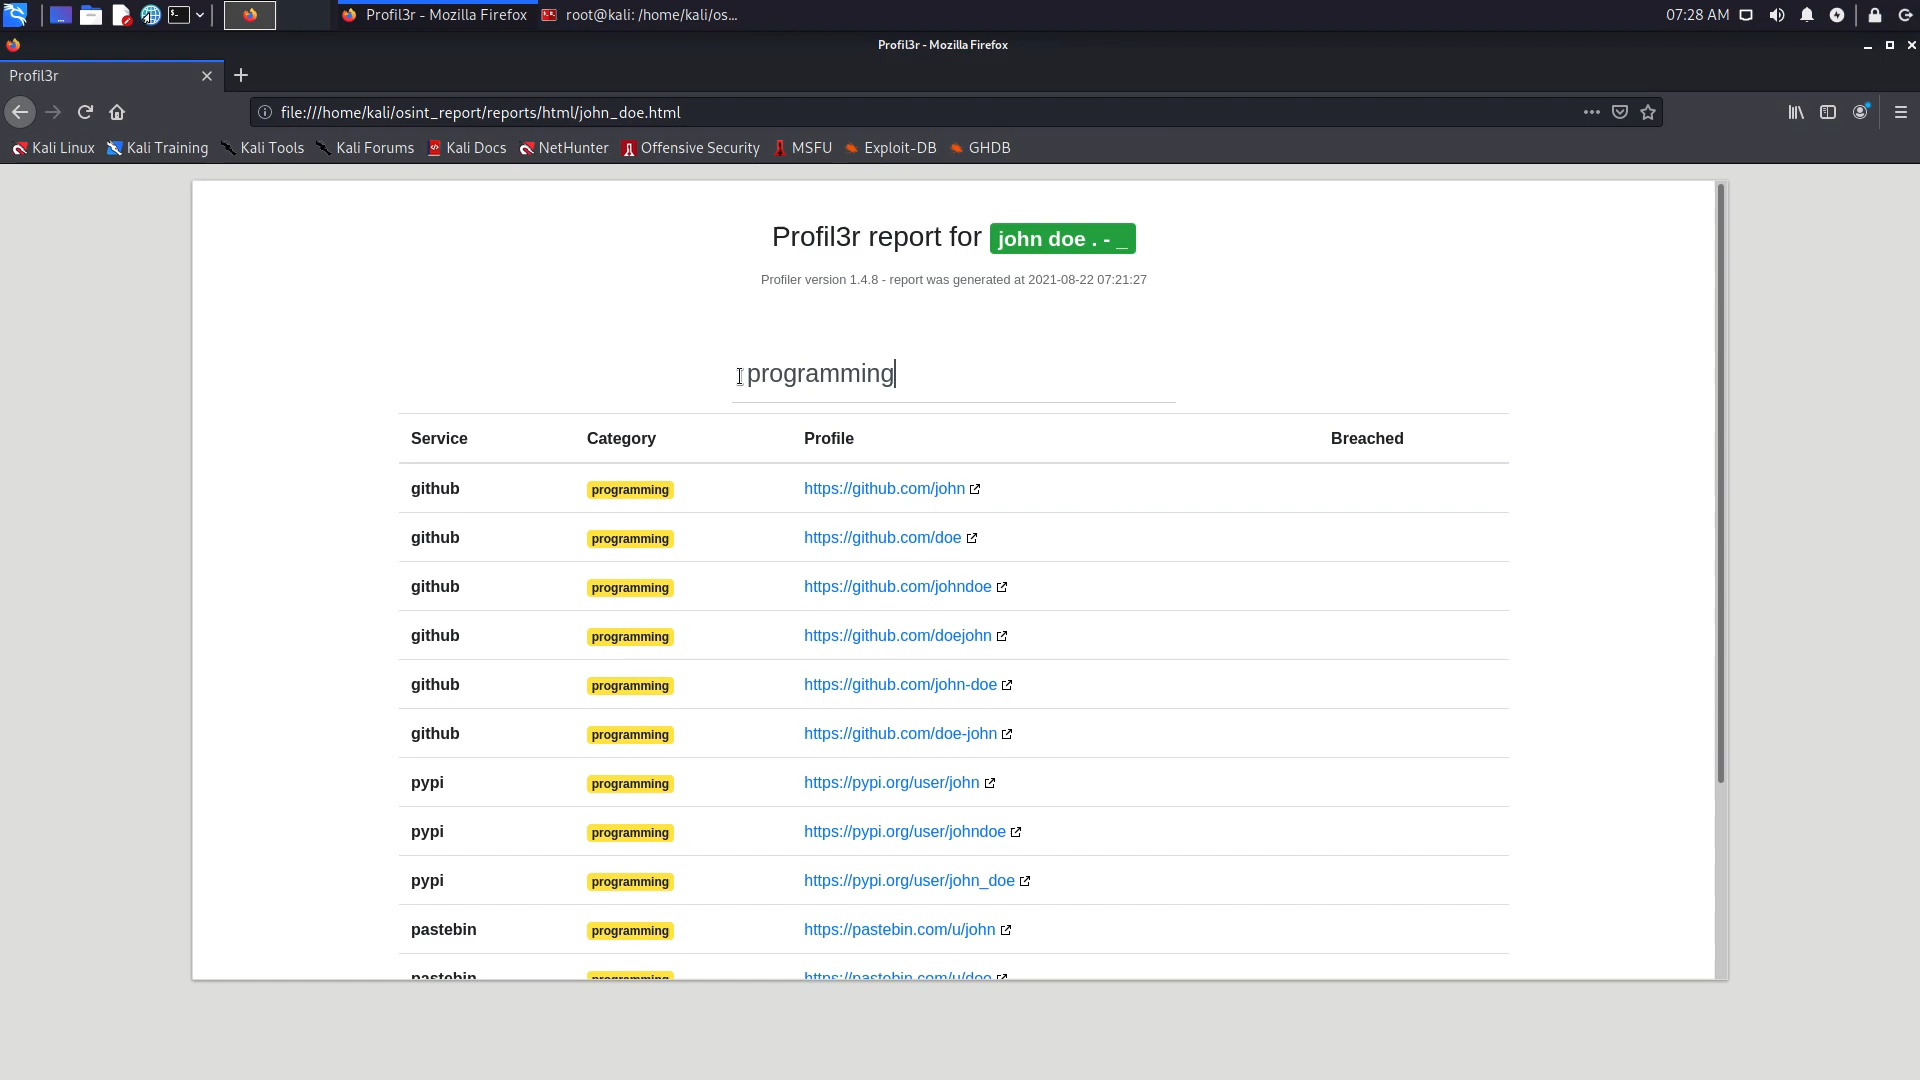 Profil3r - Mozilla Firefox
root@kali: /home/kali/os...
07:28 AM
Profil3r - Mozilla Firefox
Profil3r
file:///home/kali/osint_report/reports/html/john_doe.html
Kali Linux Kali Training Kali Tools Kali Forums Kali Docs NetHunter Offensive Security MSFU Exploit-DB GHDB
Profil3r report for john doe . - _
Profiler version 1.4.8 - report was generated at 2021-08-22 07:21:27
programming
Service Category Profile Breached
github programming https://github.com/john
github programming https://github.com/doe
github programming https://github.com/johndoe
github programming https://github.com/doejohn
github programming https://github.com/john-doe
github programming https://github.com/doe-john
pypi programming https://pypi.org/user/john
pypi programming https://pypi.org/user/johndoe
pypi programming https://pypi.org/user/john_doe
pastebin programming https://pastebin.com/u/john
pastebin programming https://pastebin.com/u/doe